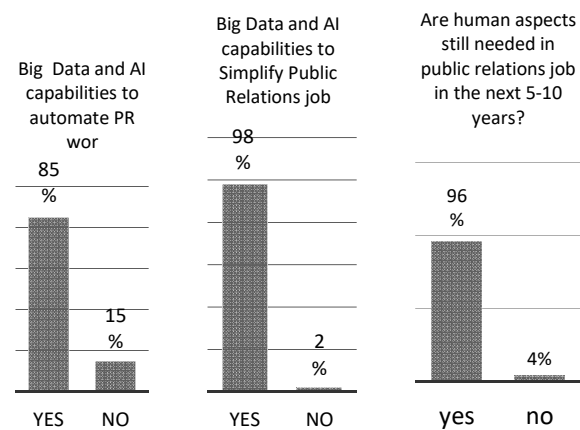 Big Data and AI
capabilities to
automate PR
wor
85
%
15
%
YES NO
Big Data and AI
capabilities to
Simplify Public
Relations job
98
%
2
%
YES NO
Are human aspects
still needed in
public relations job
in the next 5-10
years?
96
%
4%
yes no